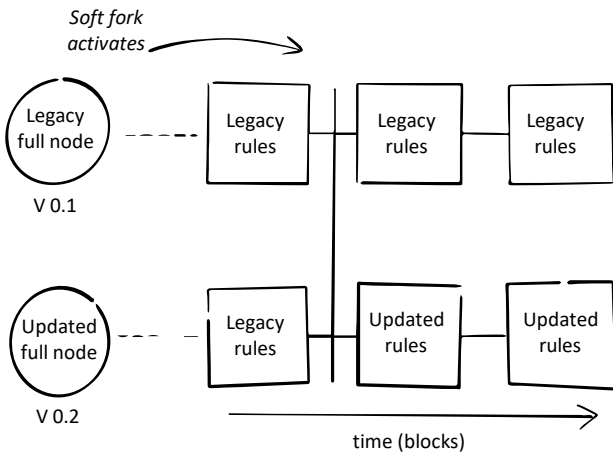 Soft fork
activates
Legacy
full node
V 0.1
Legacy
rules
Legacy
rules
Legacy
rules
Updated
full node
V 0.2
Legacy
rules
Updated
rules
Updated
rules
time (blocks)